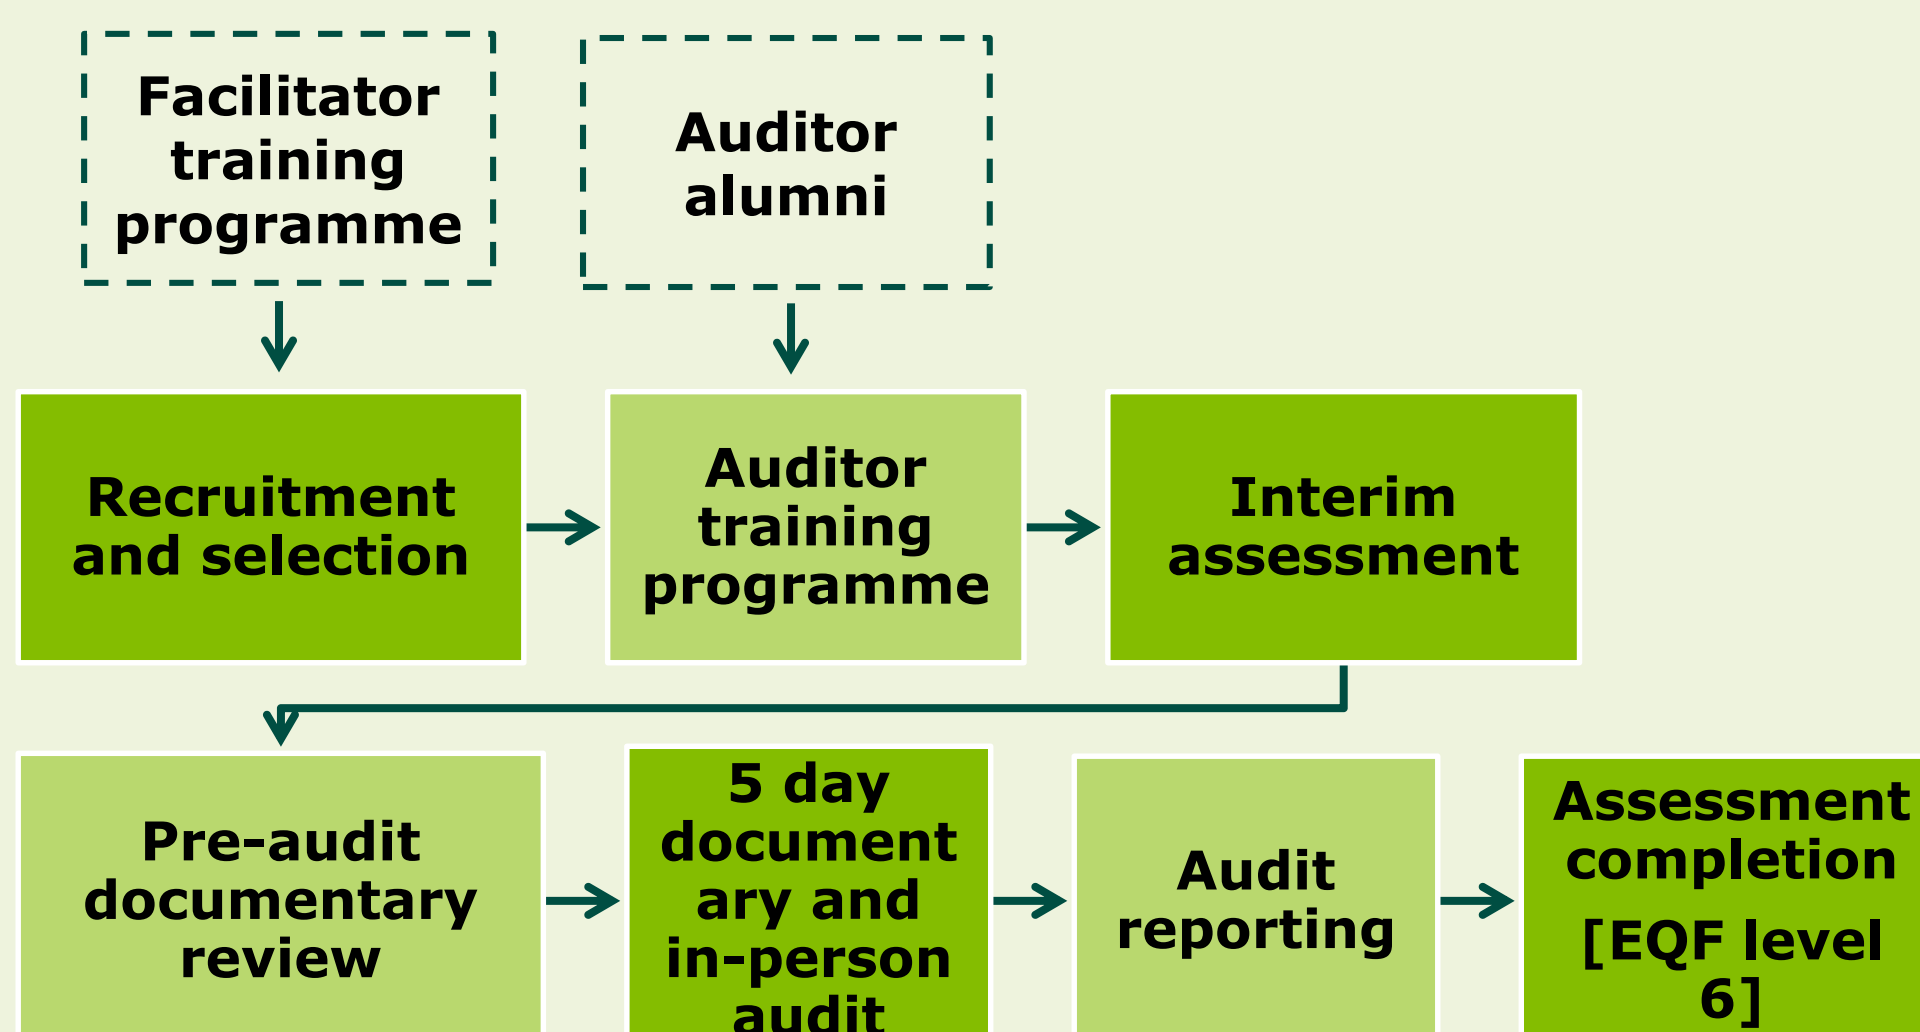 Facilitator
training
programme
Auditor
alumni
Recruitment
and selection
Auditor
training
programme
Interim
assessment
Pre-audit
documentary
review
5 day
document
ary and
in-person
audit
Audit
reporting
Assessment
completion
[EQF level
6]